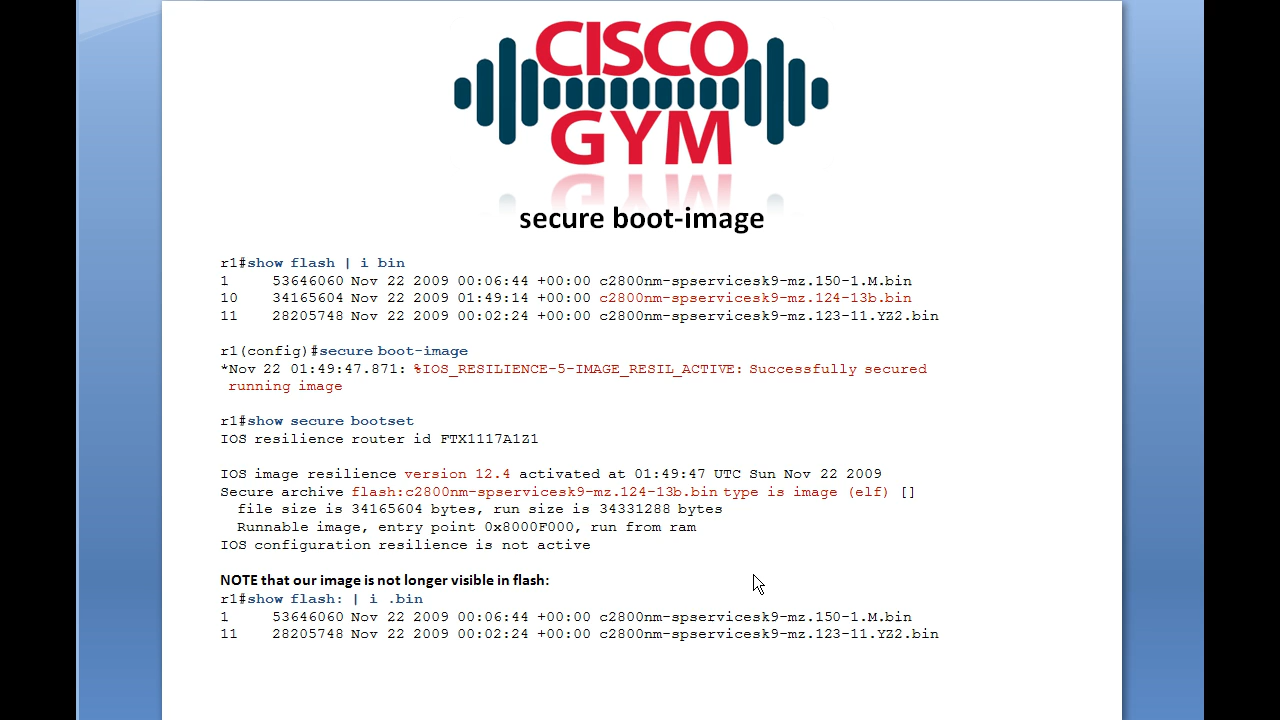 CISCO
GYM
secure boot-image
r1#show flash | i bin
1     53646060 Nov 22 2009 00:06:44 +00:00 c2800nm-spservicesk9-mz.150-1.M.bin
10    34165604 Nov 22 2009 01:49:14 +00:00 c2800nm-spservicesk9-mz.124-13b.bin
11    28205748 Nov 22 2009 00:02:24 +00:00 c2800nm-spservicesk9-mz.123-11.YZ2.bin
r1(config)#secure boot-image
*Nov 22 01:49:47.871: %IOS_RESILIENCE-5-IMAGE_RESIL_ACTIVE: Successfully secured
running image
r1#show secure bootset
IOS resilience router id FTX1117A1Z1
IOS image resilience version 12.4 activated at 01:49:47 UTC Sun Nov 22 2009
Secure archive flash:c2800nm-spservicesk9-mz.124-13b.bin type is image (elf) []
file size is 34165604 bytes, run size is 34331288 bytes
Runnable image, entry point 0x8000F000, run from ram
IOS configuration resilience is not active
NOTE that our image is not longer visible in flash:
r1#show flash: | i .bin
1     53646060 Nov 22 2009 00:06:44 +00:00 c2800nm-spservicesk9-mz.150-1.M.bin
11    28205748 Nov 22 2009 00:02:24 +00:00 c2800nm-spservicesk9-mz.123-11.YZ2.bin